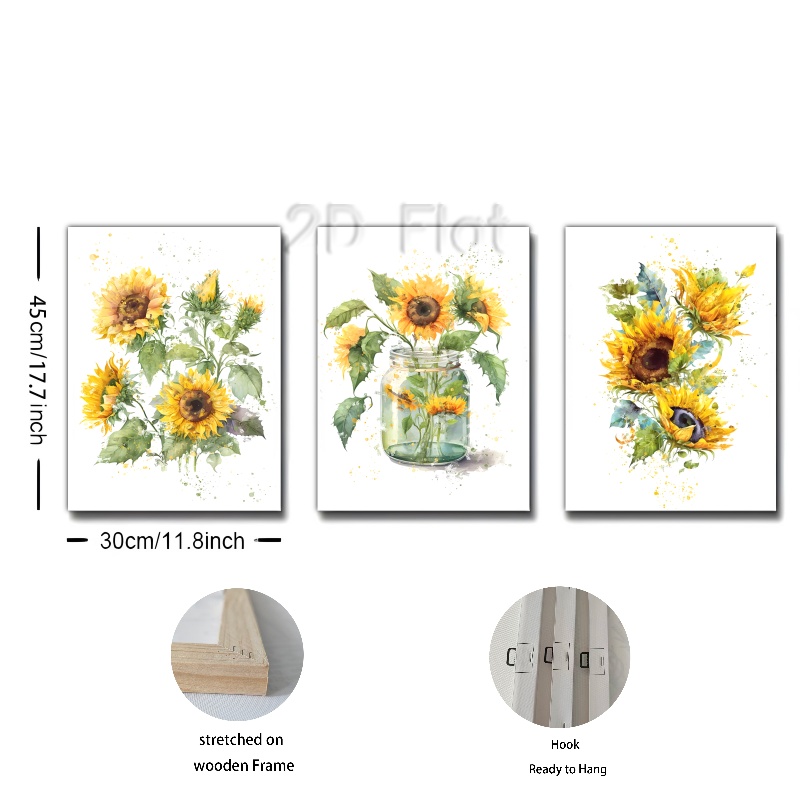 2D Flat
45cm/17.7inch
30cm/11.8inch
stretched on
wooden Frame
Hook
Ready to Hang